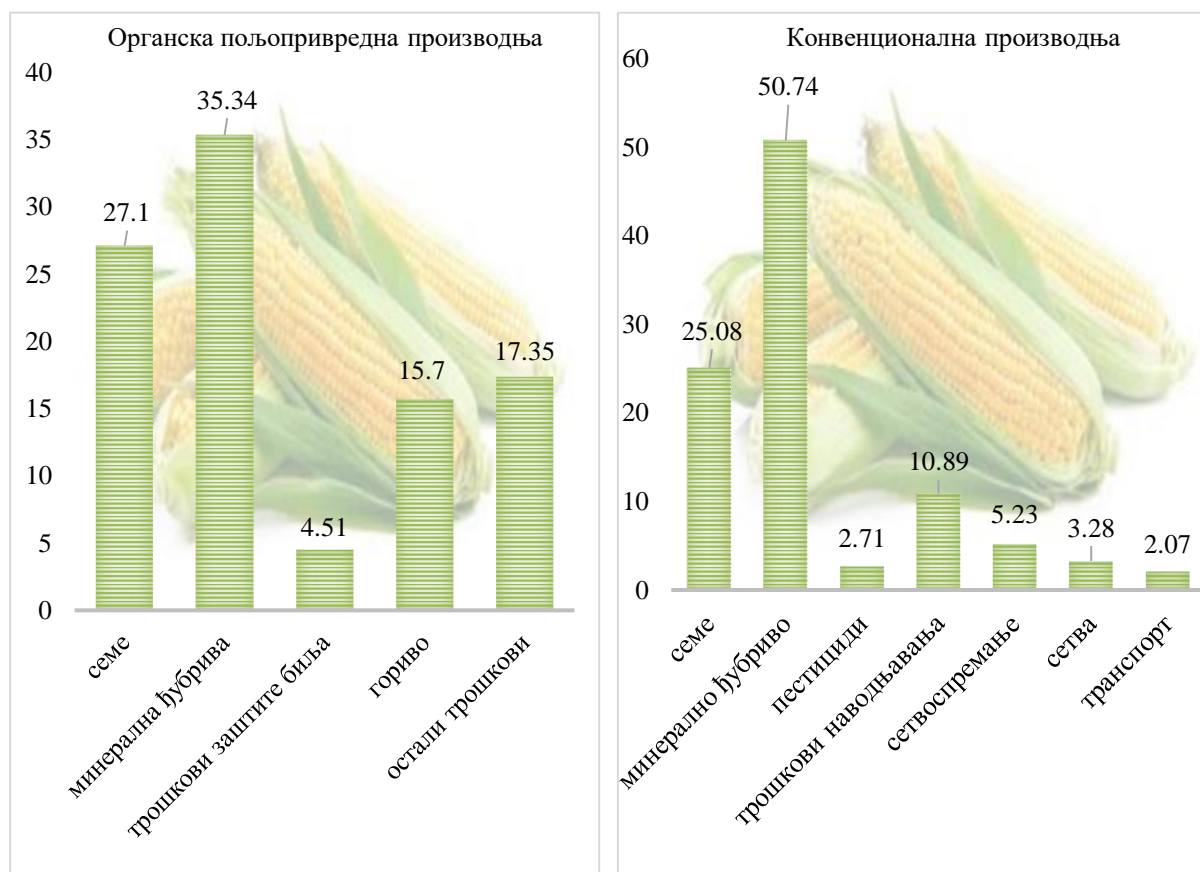 Органска пољопривредна производња
40
35
30
25
20
15
10
5
0
27.1
35.34
4.51
15.7
17.35
семе
минерална ђубрива
трошкови заштите биља
гориво
остали трошкови
Конвенционална производња
60
50
40
30
20
10
0
25.08
50.74
2.71
10.89
5.23
3.28
2.07
семе
минерално ђубриво
пестициди
трошкови наводњавања
сетвоспремање
сетва
транспорт